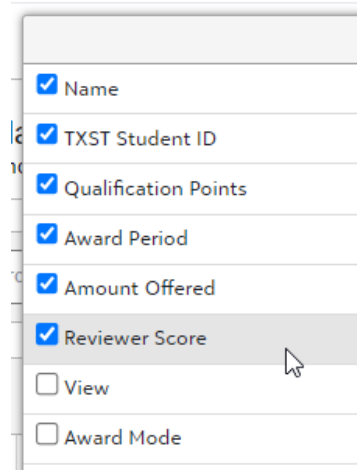 Name
TXST Student ID
Qualification Points
Award Period
Amount Offered
Reviewer Score
View
Award Mode